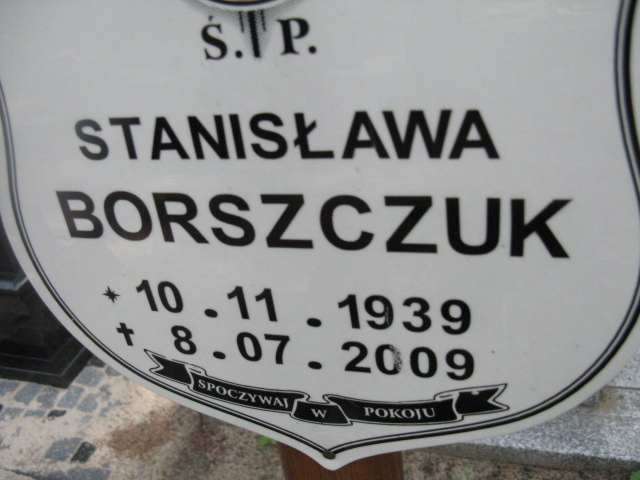 Ś. P.
STANISŁAWA
BORSZCZUK
* 10.11.1939
✝ 8.07.2009
SPOCZYWAJ W POKOJU